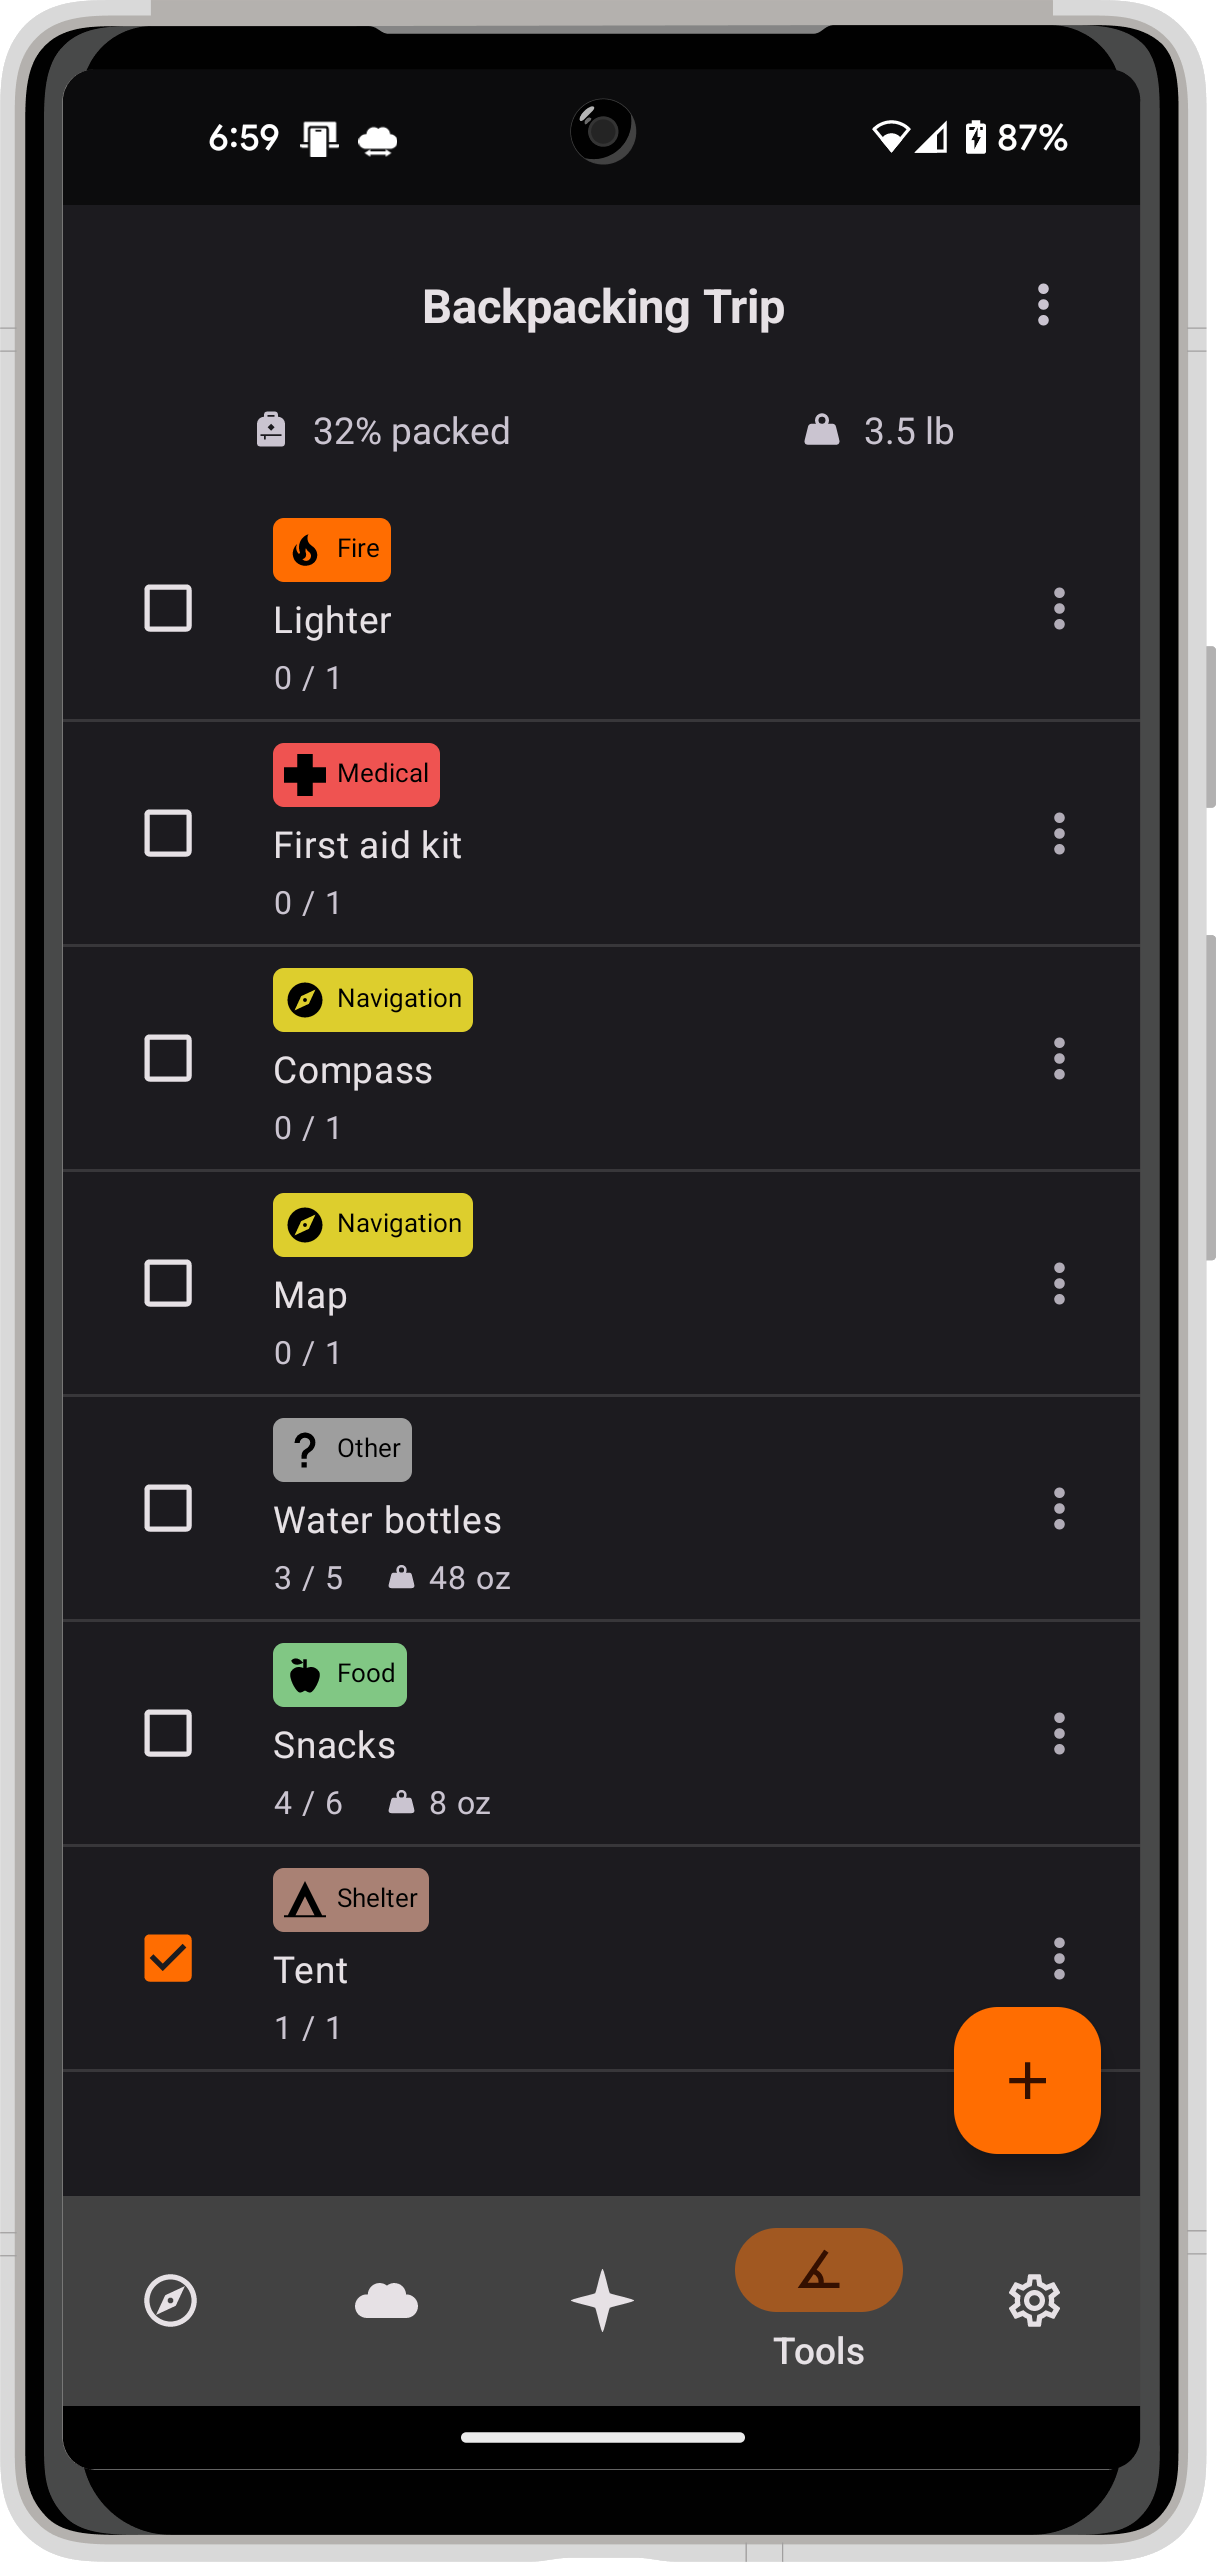 6:59 87%
Backpacking Trip
32% packed 3.5 lb
Fire
Lighter
0 / 1
Medical
First aid kit
0 / 1
Navigation
Compass
0 / 1
Navigation
Map
0 / 1
? Other
Water bottles
3 / 5 48 oz
Food
Snacks
4 / 6 8 oz
Shelter
Tent
1 / 1
+
Tools